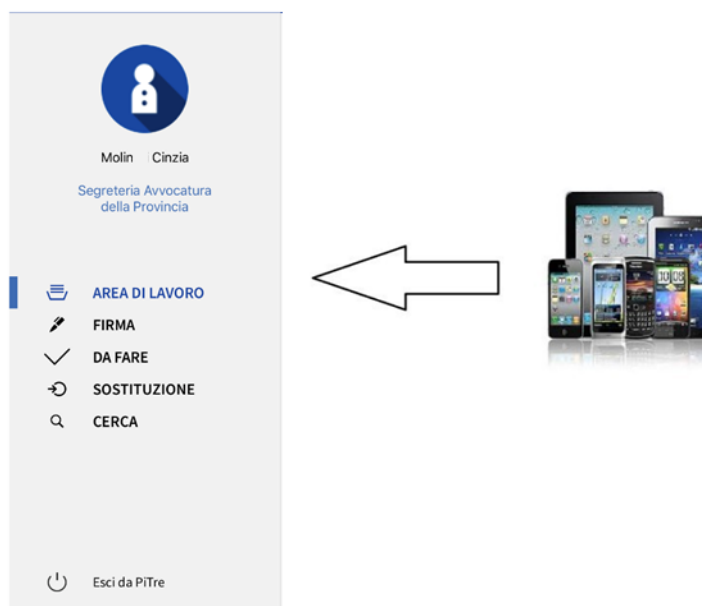 Molin Cinzia
Segreteria Avvocatura
della Provincia
AREA DI LAVORO
FIRMA
DA FARE
SOSTITUZIONE
CERCA
Esci da PiTre